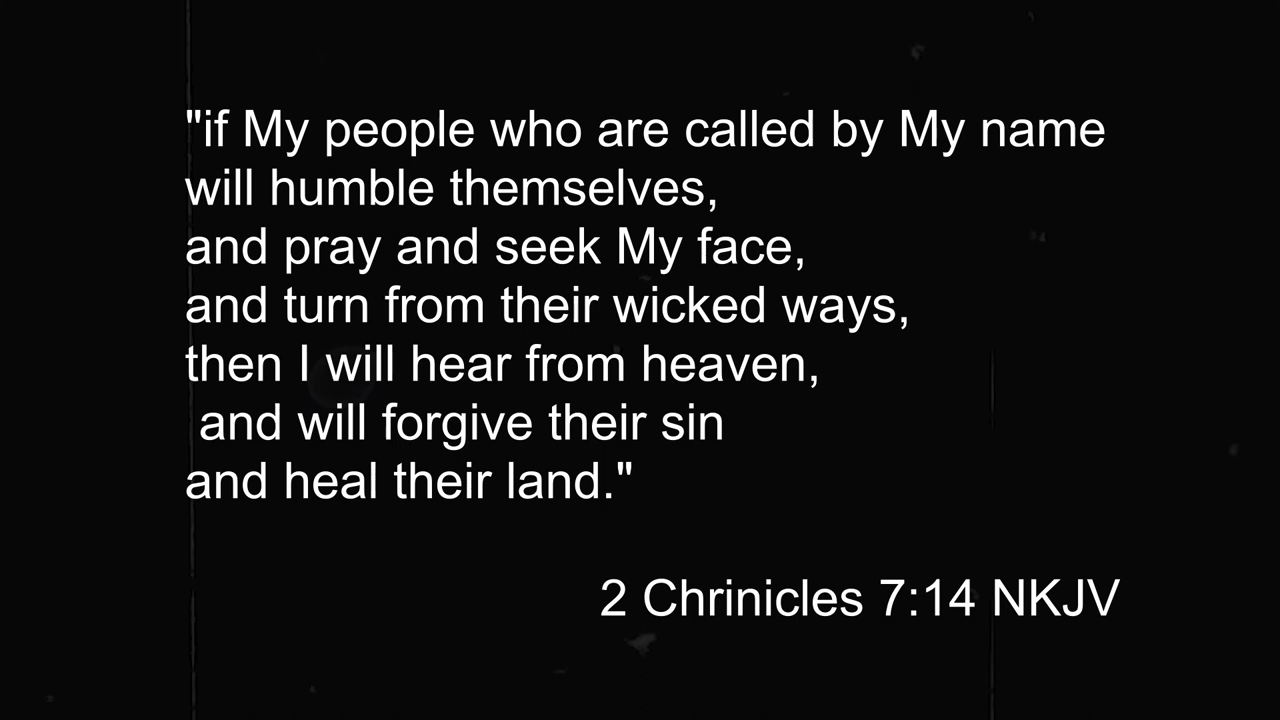 "if My people who are called by My name
will humble themselves,
and pray and seek My face,
and turn from their wicked ways,
then I will hear from heaven,
and will forgive their sin
and heal their land."
2 Chrinicles 7:14 NKJV